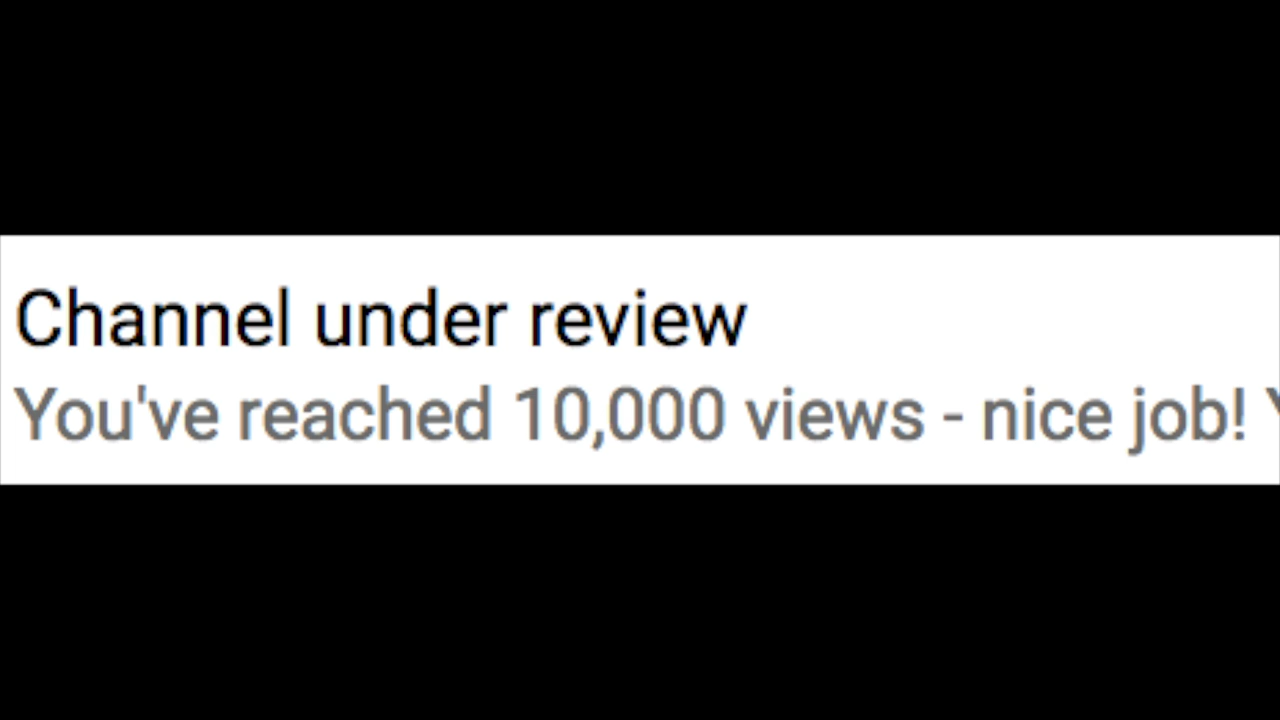 Channel under review
You've reached 10,000 views - nice job!